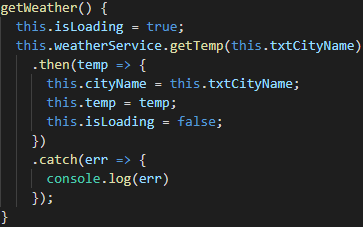 getWeather() {
  this.isLoading = true;
  this.weatherService.getTemp(this.txtCityName)
    .then(temp => {
      this.cityName = this.txtCityName;
      this.temp = temp;
      this.isLoading = false;
    })
    .catch(err => {
      console.log(err)
    });
}